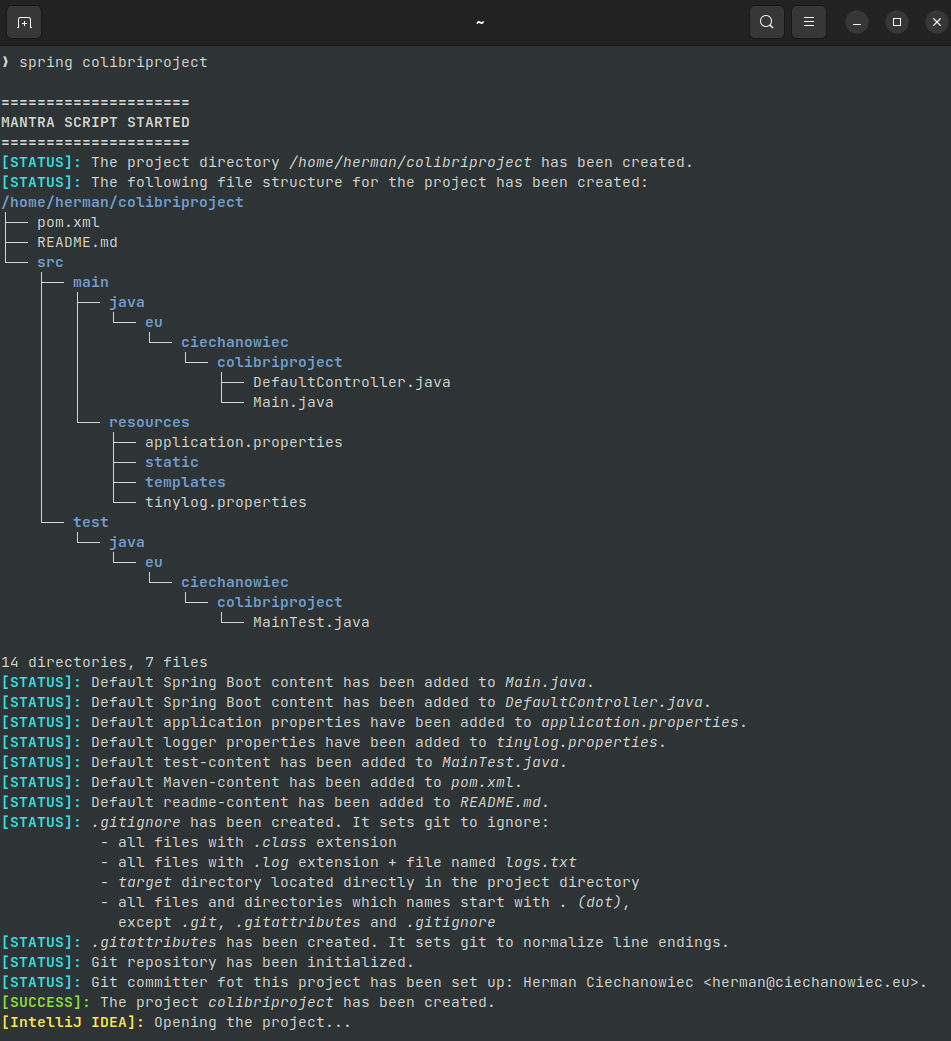 ~
❱ spring colibriproject
=====================
MANTRA SCRIPT STARTED
=====================
[STATUS]: The project directory /home/herman/colibriproject has been created.
[STATUS]: The following file structure for the project has been created:
/home/herman/colibriproject
├── pom.xml
├── README.md
└── src
    ├── main
    │   ├── java
    │   │   └── eu
    │   │       └── ciechanowiec
    │   │           └── colibriproject
    │   │               ├── DefaultController.java
    │   │               └── Main.java
    │   └── resources
    │       ├── application.properties
    │       ├── static
    │       ├── templates
    │       └── tinylog.properties
    └── test
        └── java
            └── eu
                └── ciechanowiec
                    └── colibriproject
                        └── MainTest.java
14 directories, 7 files
[STATUS]: Default Spring Boot content has been added to Main.java.
[STATUS]: Default Spring Boot content has been added to DefaultController.java.
[STATUS]: Default application properties have been added to application.properties.
[STATUS]: Default logger properties have been added to tinylog.properties.
[STATUS]: Default test-content has been added to MainTest.java.
[STATUS]: Default Maven-content has been added to pom.xml.
[STATUS]: Default readme-content has been added to README.md.
[STATUS]: .gitignore has been created. It sets git to ignore:
           - all files with .class extension
           - all files with .log extension + file named logs.txt
           - target directory located directly in the project directory
           - all files and directories which names start with . (dot),
             except .git, .gitattributes and .gitignore
[STATUS]: .gitattributes has been created. It sets git to normalize line endings.
[STATUS]: Git repository has been initialized.
[STATUS]: Git committer fot this project has been set up: Herman Ciechanowiec <herman@ciechanowiec.eu>.
[SUCCESS]: The project colibriproject has been created.
[IntelliJ IDEA]: Opening the project...